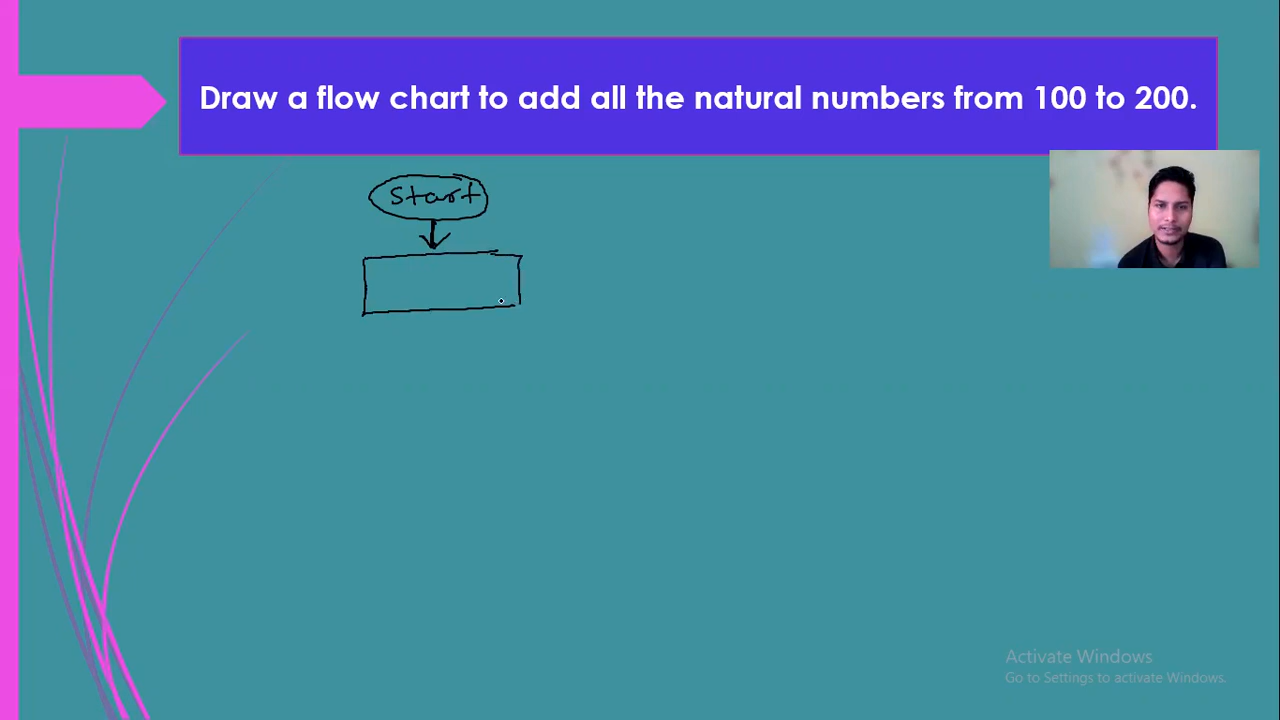 Draw a flow chart to add all the natural numbers from 100 to 200.
Start
Activate Windows
Go to Settings to activate Windows.